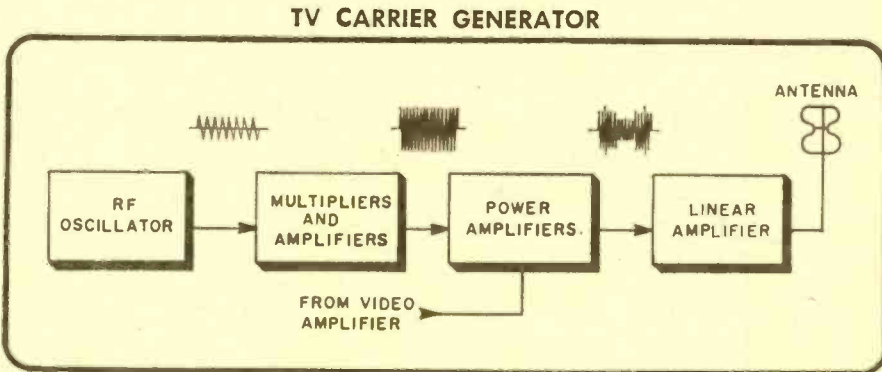 TV CARRIER GENERATOR
ANTENNA
RF
OSCILLATOR
MULTIPLIERS
AND
AMPLIFIERS
POWER
AMPLIFIERS.
LINEAR
AMPLIFIER
FROM VIDEO
AMPLIFIER